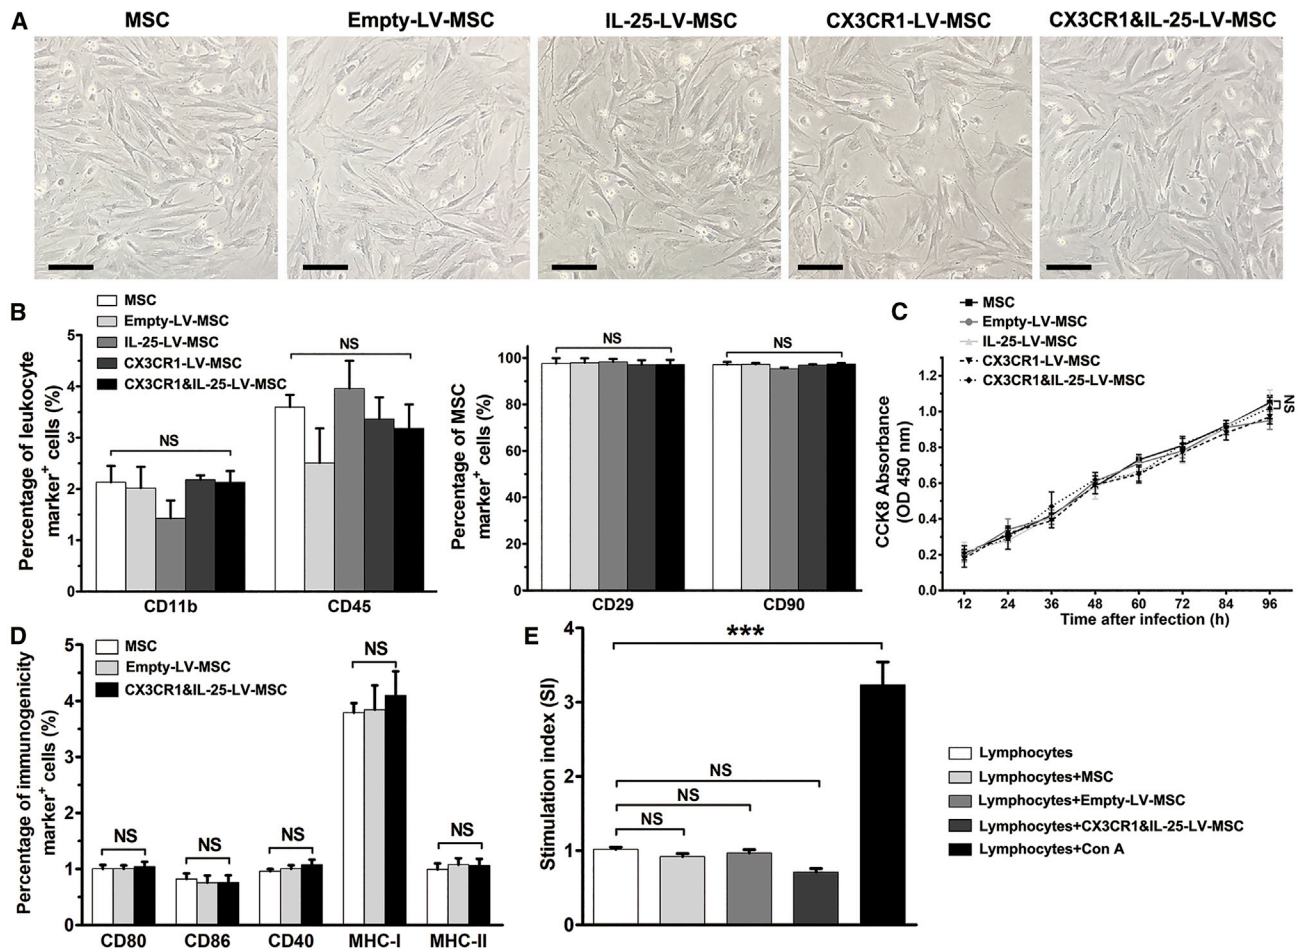 A
MSC
Empty-LV-MSC
IL-25-LV-MSC
CX3CR1-LV-MSC
CX3CR1&IL-25-LV-MSC
B
MSC
Empty-LV-MSC
IL-25-LV-MSC
CX3CR1-LV-MSC
CX3CR1&IL-25-LV-MSC
Percentage of leukocyte
marker+ cells (%)
5
4
3
2
1
0
NS
NS
CD11b
CD45
Percentage of MSC
marker+ cells (%)
100
80
60
40
20
0
NS
NS
CD29
CD90
C
MSC
Empty-LV-MSC
IL-25-LV-MSC
CX3CR1-LV-MSC
CX3CR1&IL-25-LV-MSC
CCK8 Absorbance
(OD 450 nm)
1.2
1.0
0.8
0.6
0.4
0.2
0.0
NS
12 24 36 48 60 72 84 96
Time after infection (h)
D
MSC
Empty-LV-MSC
CX3CR1&IL-25-LV-MSC
Percentage of immunogenicity
marker+ cells (%)
5
4
3
2
1
0
NS
NS
NS
NS
NS
CD80 CD86 CD40 MHC-I MHC-II
E
Stimulation index (SI)
4
3
2
1
0
***
NS
NS
NS
Lymphocytes
Lymphocytes+MSC
Lymphocytes+Empty-LV-MSC
Lymphocytes+CX3CR1&IL-25-LV-MSC
Lymphocytes+Con A